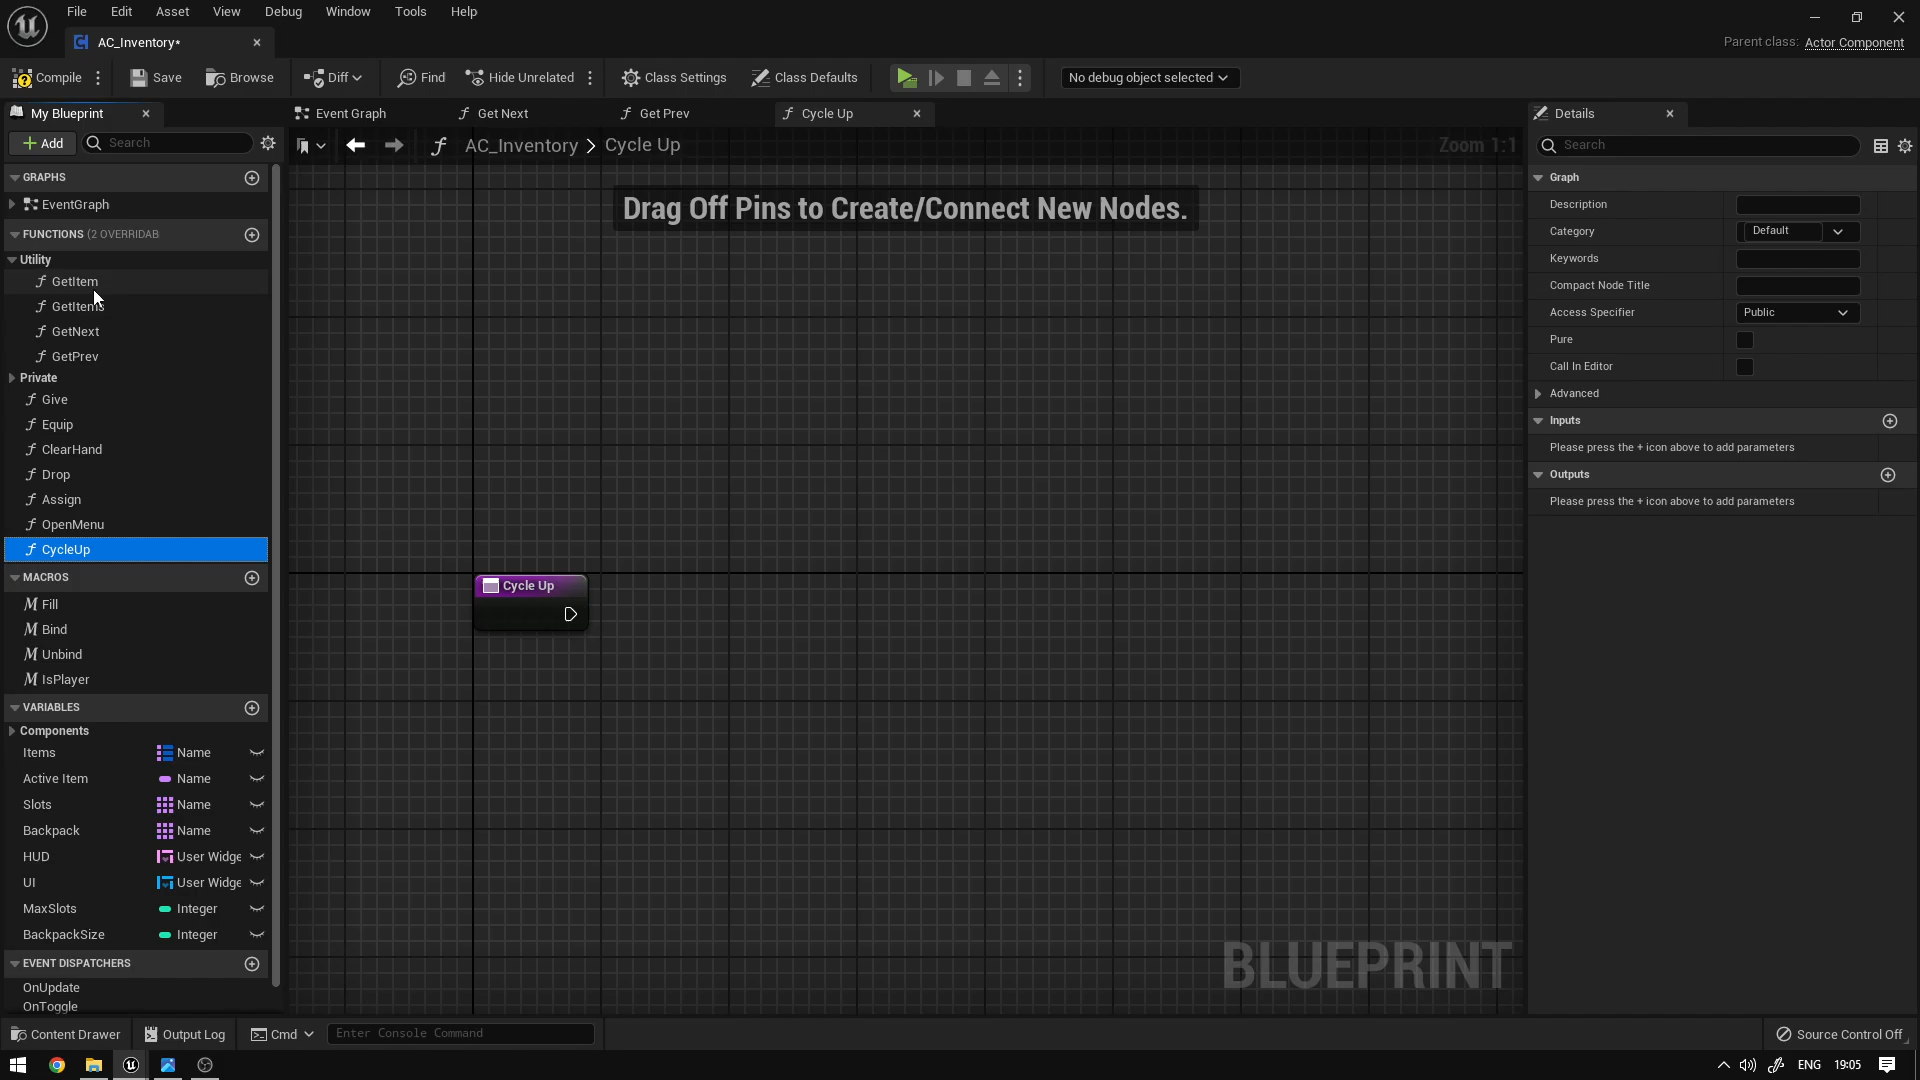 File Edit Asset View Debug Window Tools Help
AC_Inventory*
Parent class: Actor Component
Compile Save Browse Diff Find Hide Unrelated Class Settings Class Defaults No debug object selected
My Blueprint
Event Graph
Get Next
Get Prev
Cycle Up
Details
Add
Search
AC_Inventory > Cycle Up
Zoom 1:1
Search
Drag Off Pins to Create/Connect New Nodes.
GRAPHS
EventGraph
FUNCTIONS (2 OVERRIDAB
Utility
GetItem
GetItems
GetNext
GetPrev
Private
Give
Equip
ClearHand
Drop
Assign
OpenMenu
CycleUp
MACROS
Fill
Bind
Unbind
IsPlayer
VARIABLES
Components
Items Name
Active Item Name
Slots Name
Backpack Name
HUD User Widge
UI User Widge
MaxSlots Integer
BackpackSize Integer
EVENT DISPATCHERS
OnUpdate
OnToggle
Cycle Up
BLUEPRINT
Graph
Description
Category Default
Keywords
Compact Node Title
Access Specifier Public
Pure
Call In Editor
Advanced
Inputs
Please press the + icon above to add parameters
Outputs
Please press the + icon above to add parameters
Content Drawer Output Log Cmd Enter Console Command Source Control Off
ENG 19:05